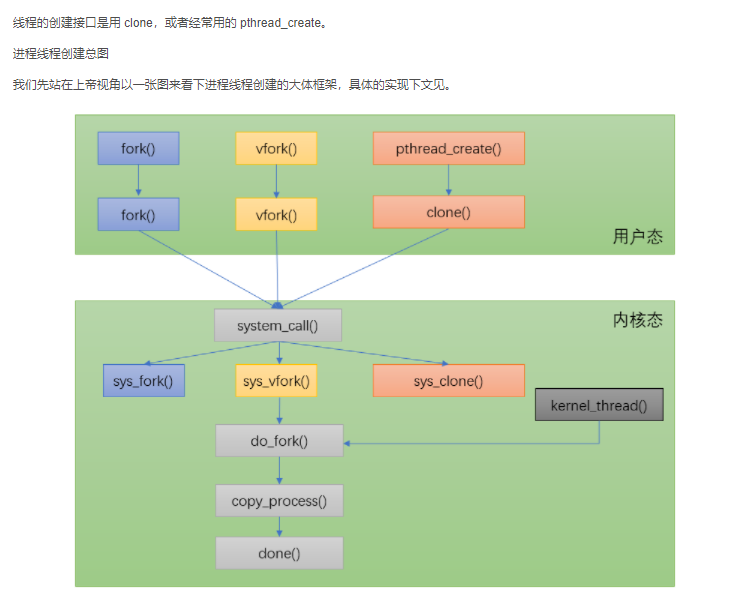 线程的创建接口是用 clone，或者经常用的 pthread_create。
进程线程创建总图
我们先站在上帝视角以一张图来看下进程线程创建的大体框架，具体的实现下文见。
fork()
vfork()
pthread_create()
fork()
vfork()
clone()
用户态
内核态
system_call()
sys_fork()
sys_vfork()
sys_clone()
kernel_thread()
do_fork()
copy_process()
done()